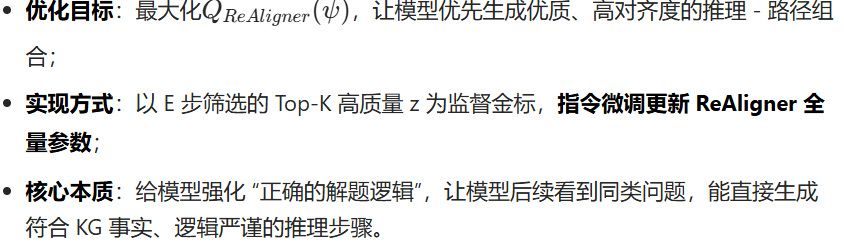 • 优化目标：最大化Q_{ReAligner}(ψ)，让模型优先生成优质、高对齐度的推理 - 路径组
合；
• 实现方式：以 E 步筛选的 Top-K 高质量 z 为监督金标，指令微调更新 ReAligner 全
量参数；
• 核心本质：给模型强化 “正确的解题逻辑”，让模型后续看到同类问题，能直接生成
符合 KG 事实、逻辑严谨的推理步骤。